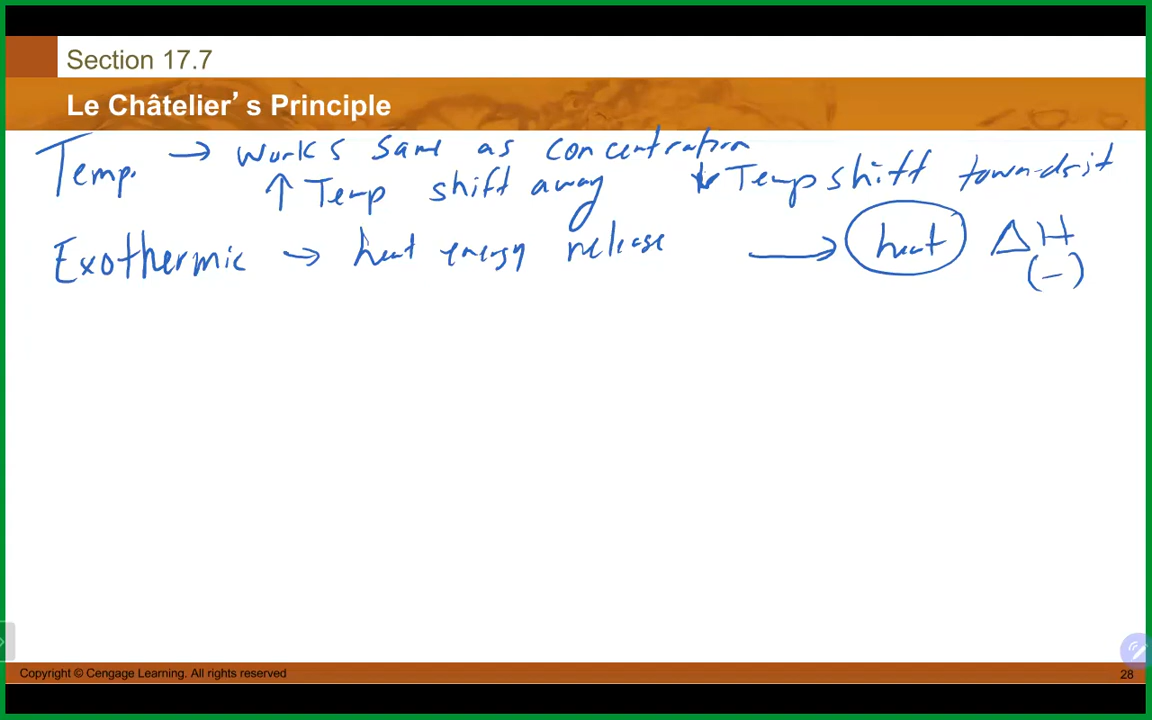 Section 17.7
Le Châtelier's Principle
Temp. → Works same as concentration
↑ Temp shift away ↓ Temp shift towards it
Exothermic → heat energy release → heat ΔH
(-)
Copyright © Cengage Learning. All rights reserved
28